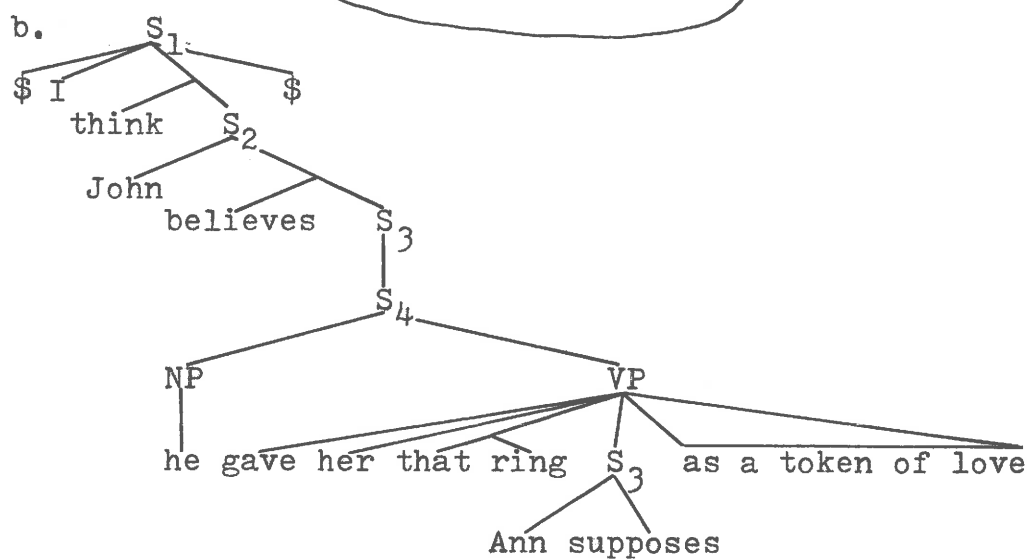 b. S1
$ I $
think S2
John
believes S3
S4
NP VP
he gave her that ring S3 as a token of love
Ann supposes